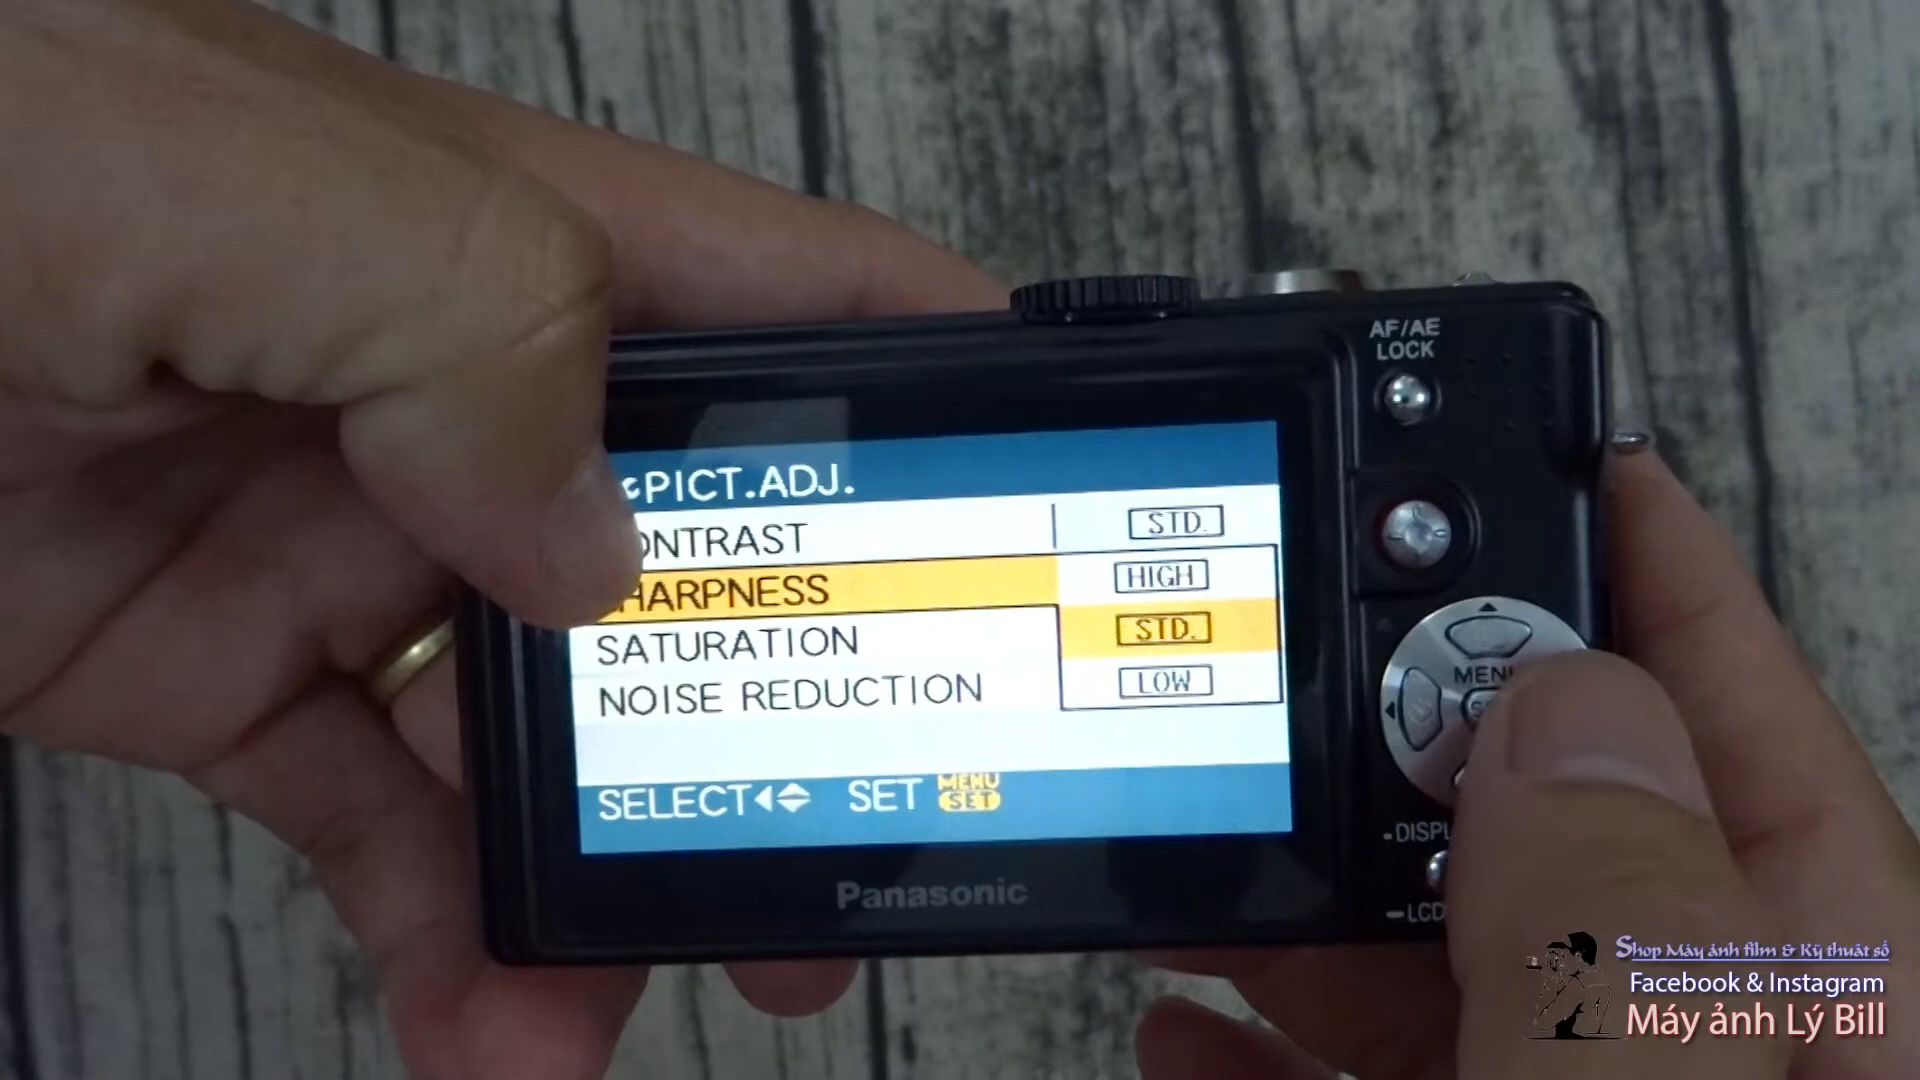 AF/AE
LOCK
PICT.ADJ.
ONTRAST STD.
HARPNESS HIGH
STD.
SATURATION
LOW
NOISE REDUCTION
SELECT SET MENU
SET
MENU
DISPL
LCD
Panasonic
Shop Máy ảnh film & Kỹ thuật số
Facebook & Instagram
Máy ảnh Lý Bill